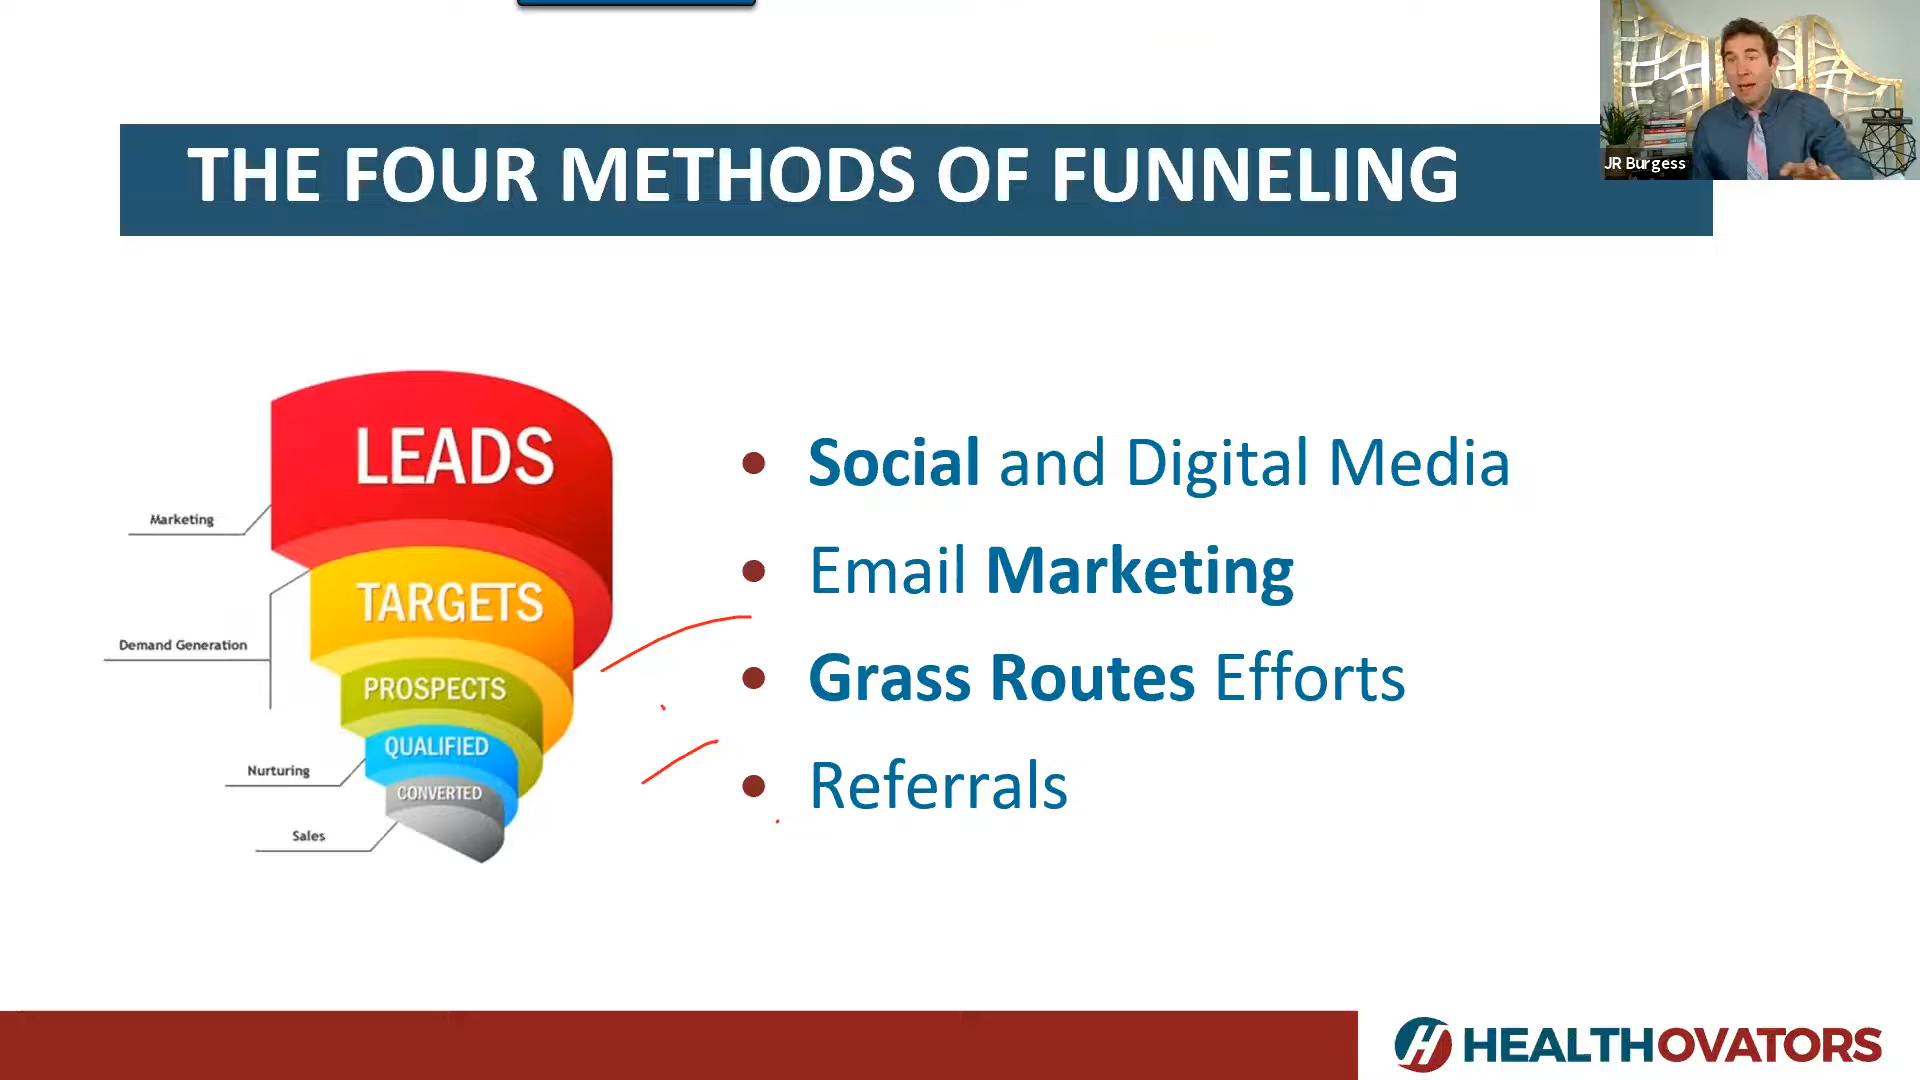 JR Burgess
THE FOUR METHODS OF FUNNELING
LEADS
TARGETS
PROSPECTS
QUALIFIED
CONVERTED
Marketing
Demand Generation
Nurturing
Sales
• Social and Digital Media
• Email Marketing
• Grass Routes Efforts
• Referrals
HEALTHOVATORS